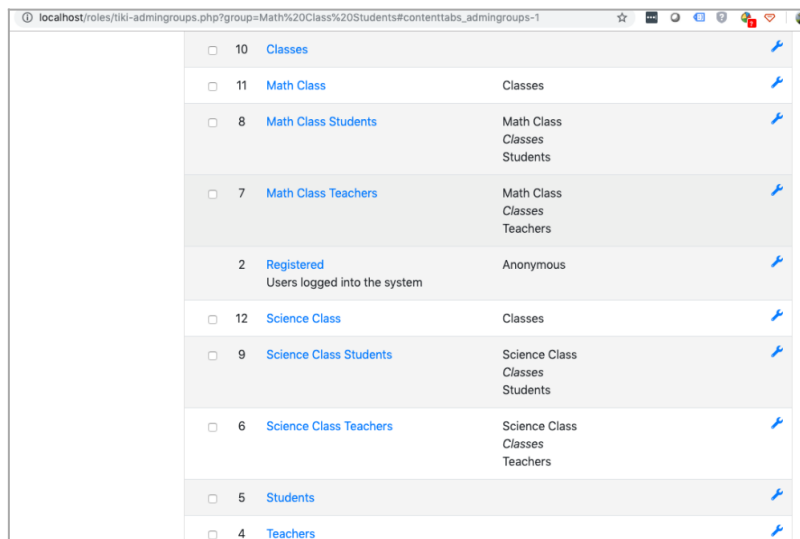 localhost/roles/tiki-admingroups.php?group=Math%20Class%20Students#contenttabs_admingroups-1
10 Classes
11 Math Class Classes
8 Math Class Students Math Class
Classes
Students
7 Math Class Teachers Math Class
Classes
Teachers
2 Registered Anonymous
Users logged into the system
12 Science Class Classes
9 Science Class Students Science Class
Classes
Students
6 Science Class Teachers Science Class
Classes
Teachers
5 Students
4 Teachers